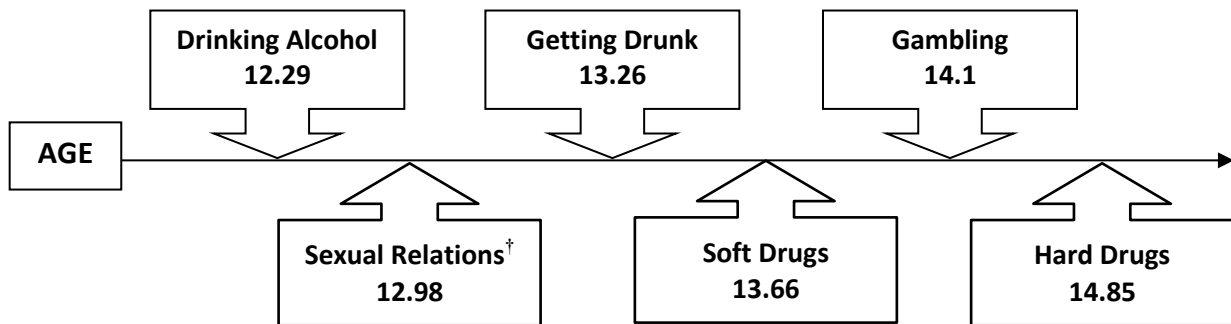 Drinking Alcohol
12.29
Getting Drunk
13.26
Gambling
14.1
AGE
Sexual Relations†
12.98
Soft Drugs
13.66
Hard Drugs
14.85